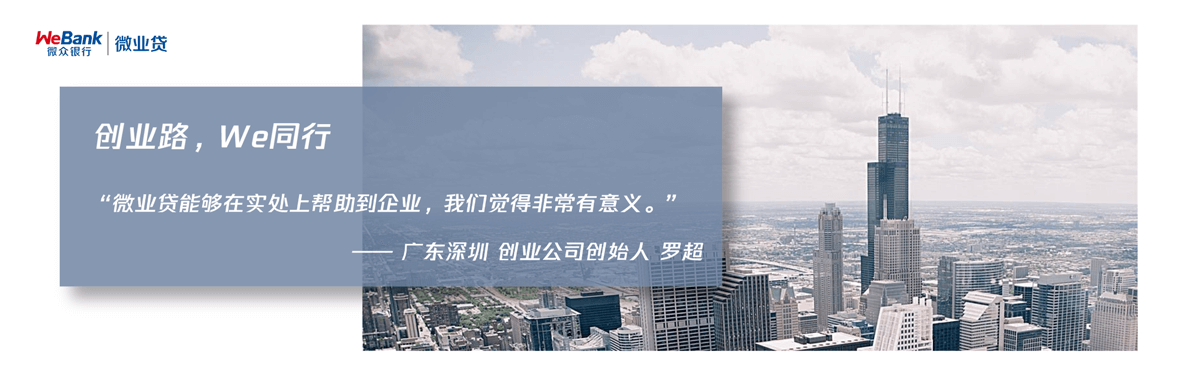 WeBank
微众银行
微业贷
创业路，We同行
“微业贷能够在实处上帮助到企业，我们觉得非常有意义。”
—— 广东深圳 创业公司创始人 罗超